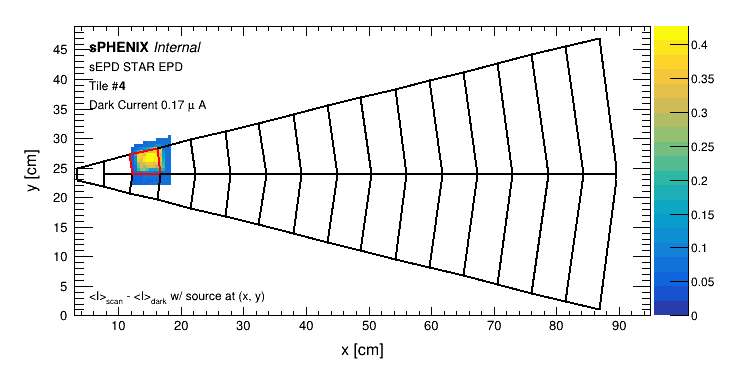 sPHENIX Internal
sEPD STAR EPD
Tile #4
Dark Current 0.17 μ A
<I>scan - <I>dark w/ source at (x, y)
y [cm]
45
40
35
30
25
20
15
10
5
0
10 20 30 40 50 60 70 80 90
x [cm]
0.4
0.35
0.3
0.25
0.2
0.15
0.1
0.05
0